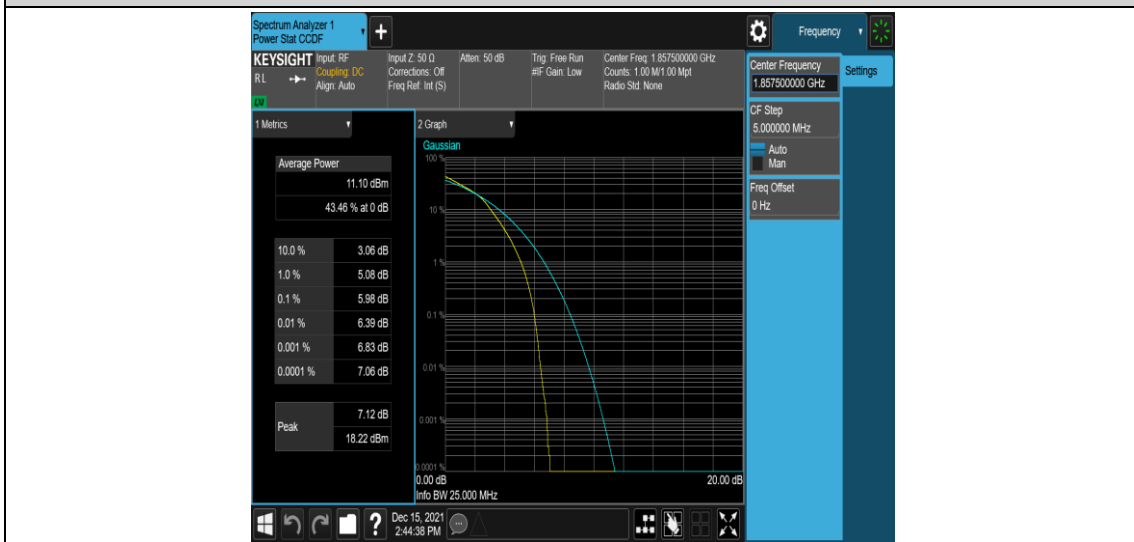 Spectrum Analyzer 1
Power Stat CCDF
+
Frequency
KEYSIGHT
RL
LXI
Input: RF
Coupling: DC
Align: Auto
Input Z: 50 Ω
Corrections: Off
Freq Ref: Int (S)
Atten: 50 dB
Trig: Free Run
#IF Gain: Low
Center Freq: 1.857500000 GHz
Counts: 1.00 M/1.00 Mpt
Radio Std: None
Center Frequency
1.857500000 GHz
Settings
CF Step
5.000000 MHz
Auto
Man
Freq Offset
0 Hz
1 Metrics
Average Power
11.10 dBm
43.46 % at 0 dB
10.0 % 3.06 dB
1.0 % 5.08 dB
0.1 % 5.98 dB
0.01 % 6.39 dB
0.001 % 6.83 dB
0.0001 % 7.06 dB
Peak 7.12 dB
18.22 dBm
2 Graph
Gaussian
100 %
10 %
1 %
0.1 %
0.01 %
0.001 %
0.0001 %
0.00 dB 20.00 dB
Info BW 25.000 MHz
?
Dec 15, 2021
2:44:38 PM